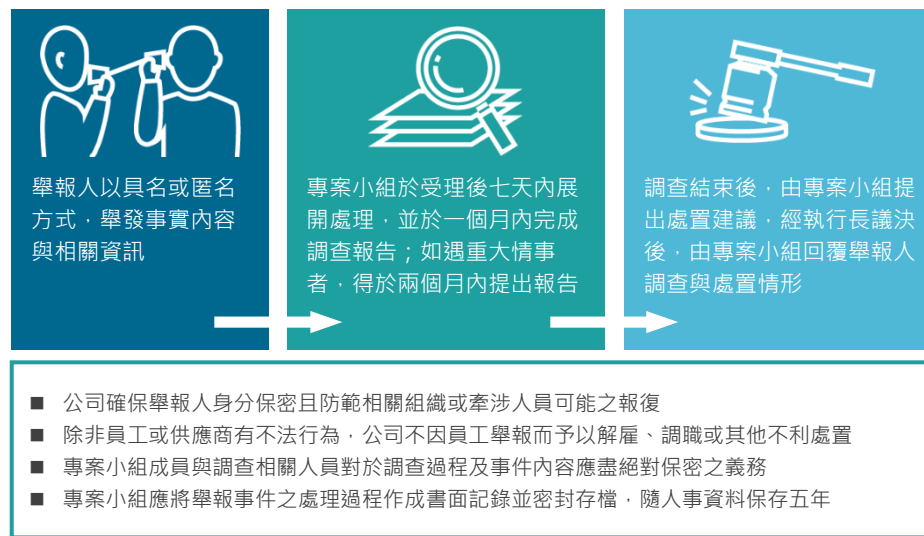 舉報人以具名或匿名
方式，舉發事實內容
與相關資訊
專案小組於受理後七天內展
開處理，並於一個月內完成
調查報告；如遇重大情事
者，得於兩個月內提出報告
調查結束後，由專案小組提
出處置建議，經執行長議決
後，由專案小組回覆舉報人
調查與處置情形
■ 公司確保舉報人身分保密且防範相關組織或牽涉人員可能之報復
■ 除非員工或供應商有不法行為，公司不因員工舉報而予以解雇、調職或其他不利處置
■ 專案小組成員與調查相關人員對於調查過程及事件內容應盡絕對保密之義務
■ 專案小組應將舉報事件之處理過程作成書面記錄並密封存檔，隨人事資料保存五年